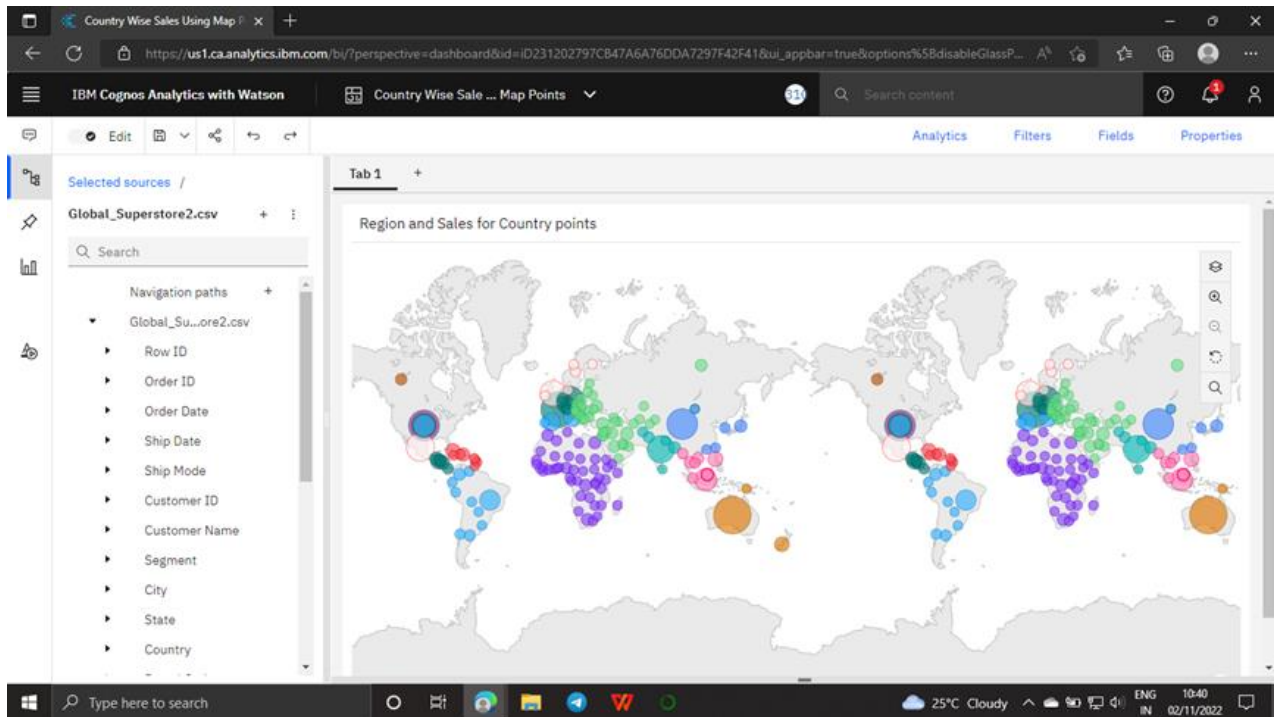 Country Wise Sales Using Map P
https://us1.ca.analytics.ibm.com/bi/?perspective=dashboard&id=iD231202797CB47A6A76DDA7297F42F41&ui_appbar=true&options%5BdisableGlassP...
IBM Cognos Analytics with Watson
Country Wise Sale ... Map Points
Search content
1
Edit
Analytics
Filters
Fields
Properties
Selected sources /
Tab 1
Global_Superstore2.csv
Region and Sales for Country points
Search
Navigation paths
Global_Su...ore2.csv
Row ID
Order ID
Order Date
Ship Date
Ship Mode
Customer ID
Customer Name
Segment
City
State
Country
Type here to search
25°C Cloudy
ENG
IN
10:40
02/11/2022